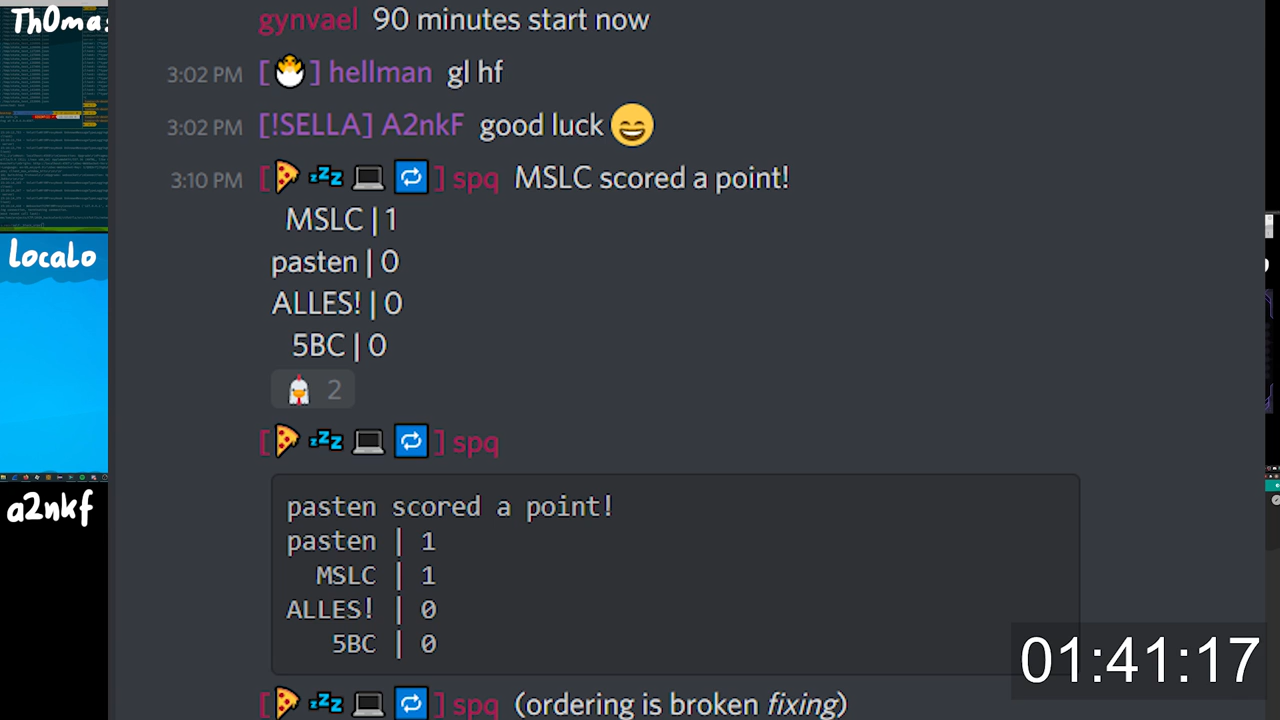 Th0mas
gynvael 90 minutes start now
3:02 PM [🐣] hellman gl hf
3:02 PM [!SELLA] A2nkF good luck 😄
3:10 PM [🍕 💤 💻 🔁] spq MSLC scored a point!
MSLC | 1
Localo
pasten | 0
ALLES! | 0
5BC | 0
🐔 2
[🍕 💤 💻 🔁] spq
a2nkf
pasten scored a point!
pasten | 1
MSLC | 1
ALLES! | 0
5BC | 0
01:41:17
[🍕 💤 💻 🔁] spq (ordering is broken fixing)